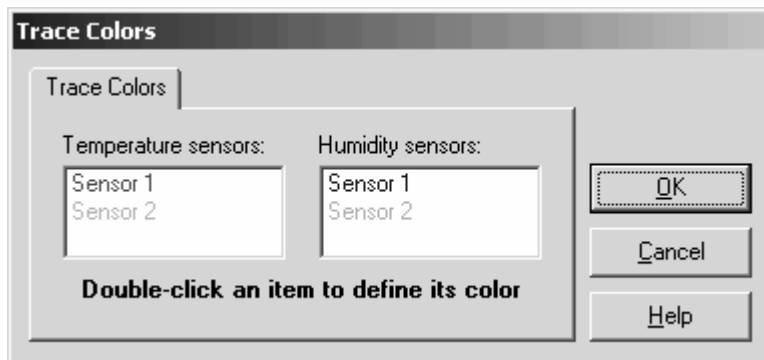 Trace Colors
Trace Colors
Temperature sensors: Humidity sensors:
Sensor 1 Sensor 1
Sensor 2 Sensor 2
Double-click an item to define its color
OK
Cancel
Help